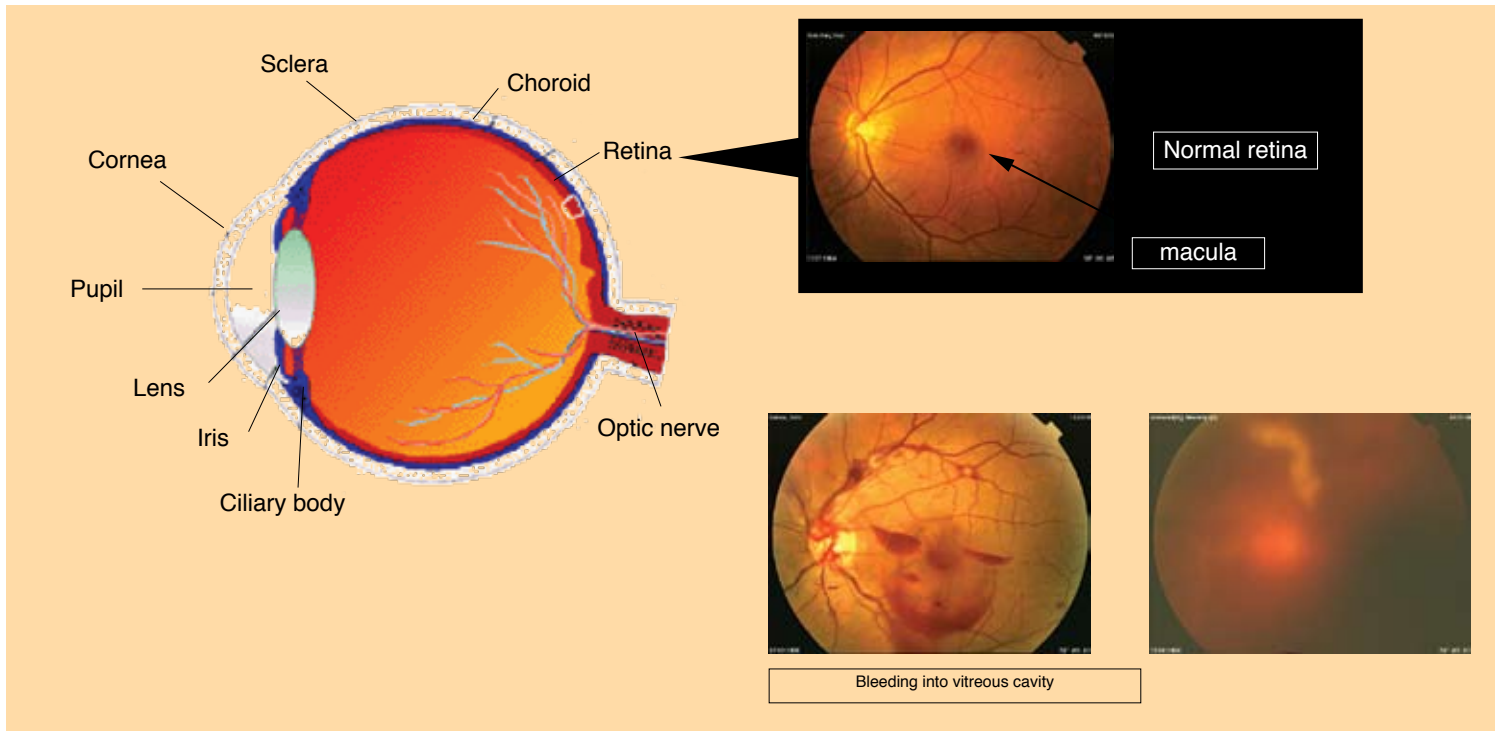 Sclera
Choroid
Cornea
Retina
Pupil
Lens
Iris
Ciliary body
Optic nerve
Normal retina
macula
Bleeding into vitreous cavity